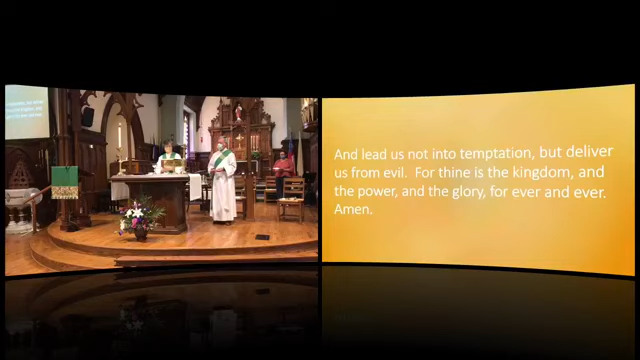 And lead us not into temptation, but deliver
us from evil.  For thine is the kingdom, and
the power, and the glory, for ever and ever.
Amen.